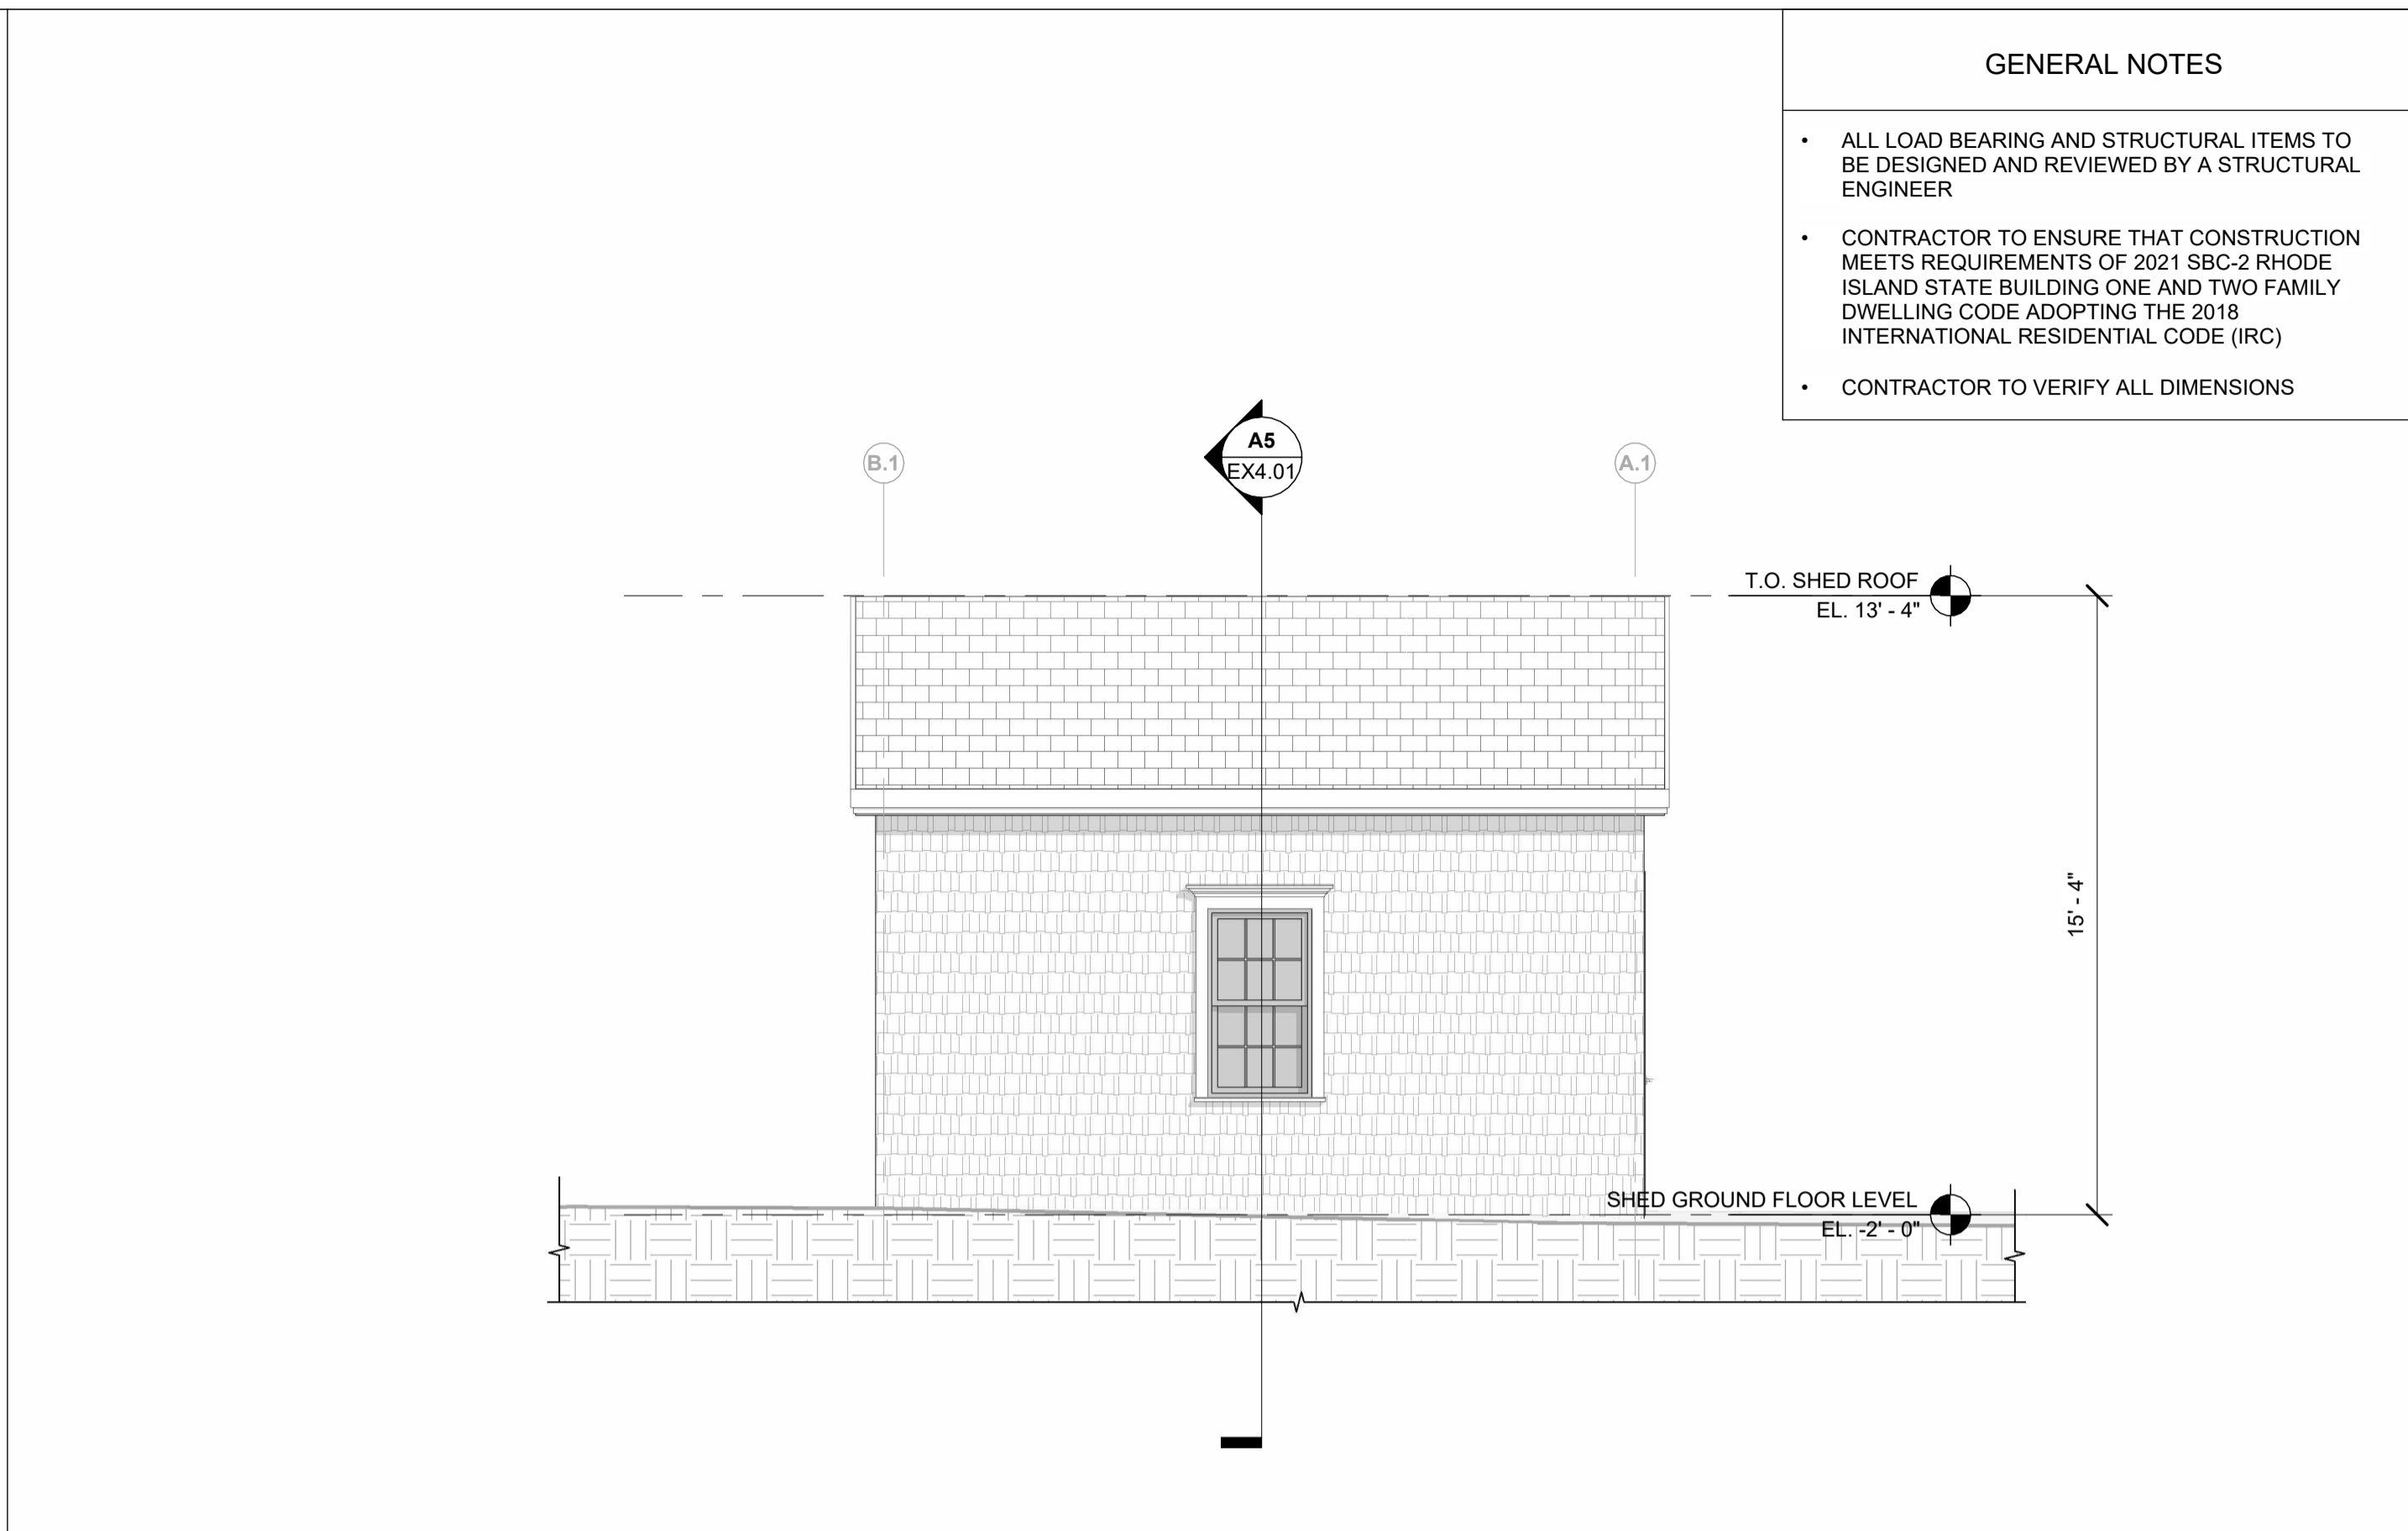 GENERAL NOTES
• ALL LOAD BEARING AND STRUCTURAL ITEMS TO
BE DESIGNED AND REVIEWED BY A STRUCTURAL
ENGINEER
• CONTRACTOR TO ENSURE THAT CONSTRUCTION
MEETS REQUIREMENTS OF 2021 SBC-2 RHODE
ISLAND STATE BUILDING ONE AND TWO FAMILY
DWELLING CODE ADOPTING THE 2018
INTERNATIONAL RESIDENTIAL CODE (IRC)
• CONTRACTOR TO VERIFY ALL DIMENSIONS
B.1
A5
EX4.01
A.1
T.O. SHED ROOF
EL. 13' - 4"
15' - 4"
SHED GROUND FLOOR LEVEL
EL. -2' - 0"